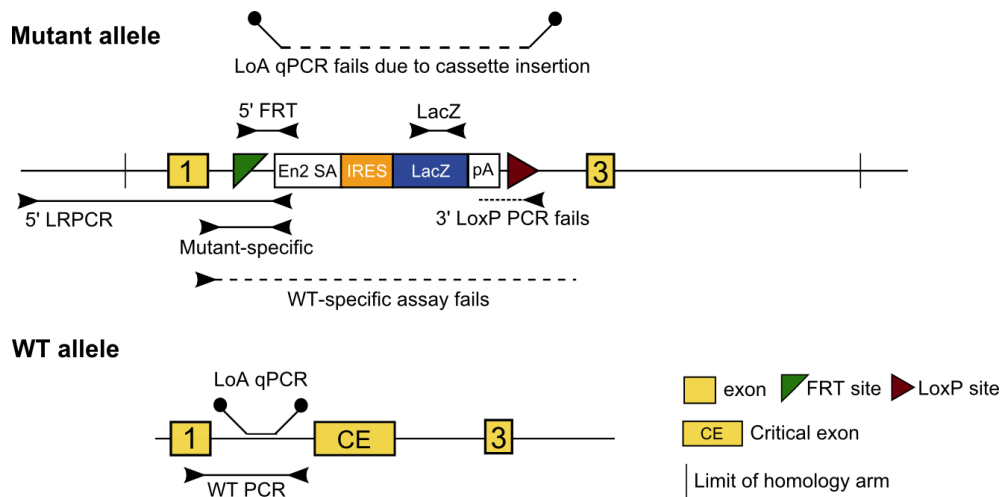 Mutant allele
LoA qPCR fails due to cassette insertion
5' FRT
LacZ
1
En2 SA
IRES
LacZ
pA
3
5' LRPCR
3' LoxP PCR fails
Mutant-specific
WT-specific assay fails
WT allele
LoA qPCR
1
CE
3
WT PCR
exon
FRT site
LoxP site
CE
Critical exon
Limit of homology arm